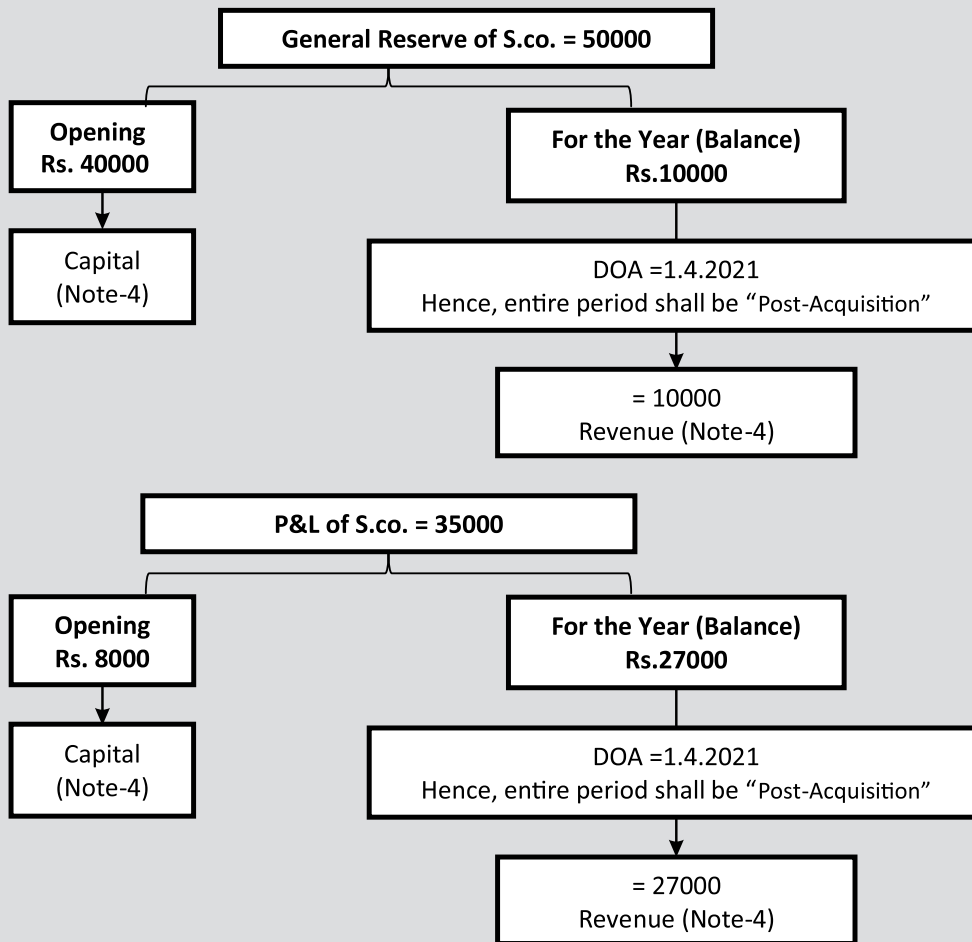 General Reserve of S.co. = 50000
Opening
Rs. 40000
For the Year (Balance)
Rs.10000
Capital
(Note-4)
DOA =1.4.2021
Hence, entire period shall be “Post-Acquisition”
= 10000
Revenue (Note-4)
P&L of S.co. = 35000
Opening
Rs. 8000
For the Year (Balance)
Rs.27000
Capital
(Note-4)
DOA =1.4.2021
Hence, entire period shall be “Post-Acquisition”
= 27000
Revenue (Note-4)